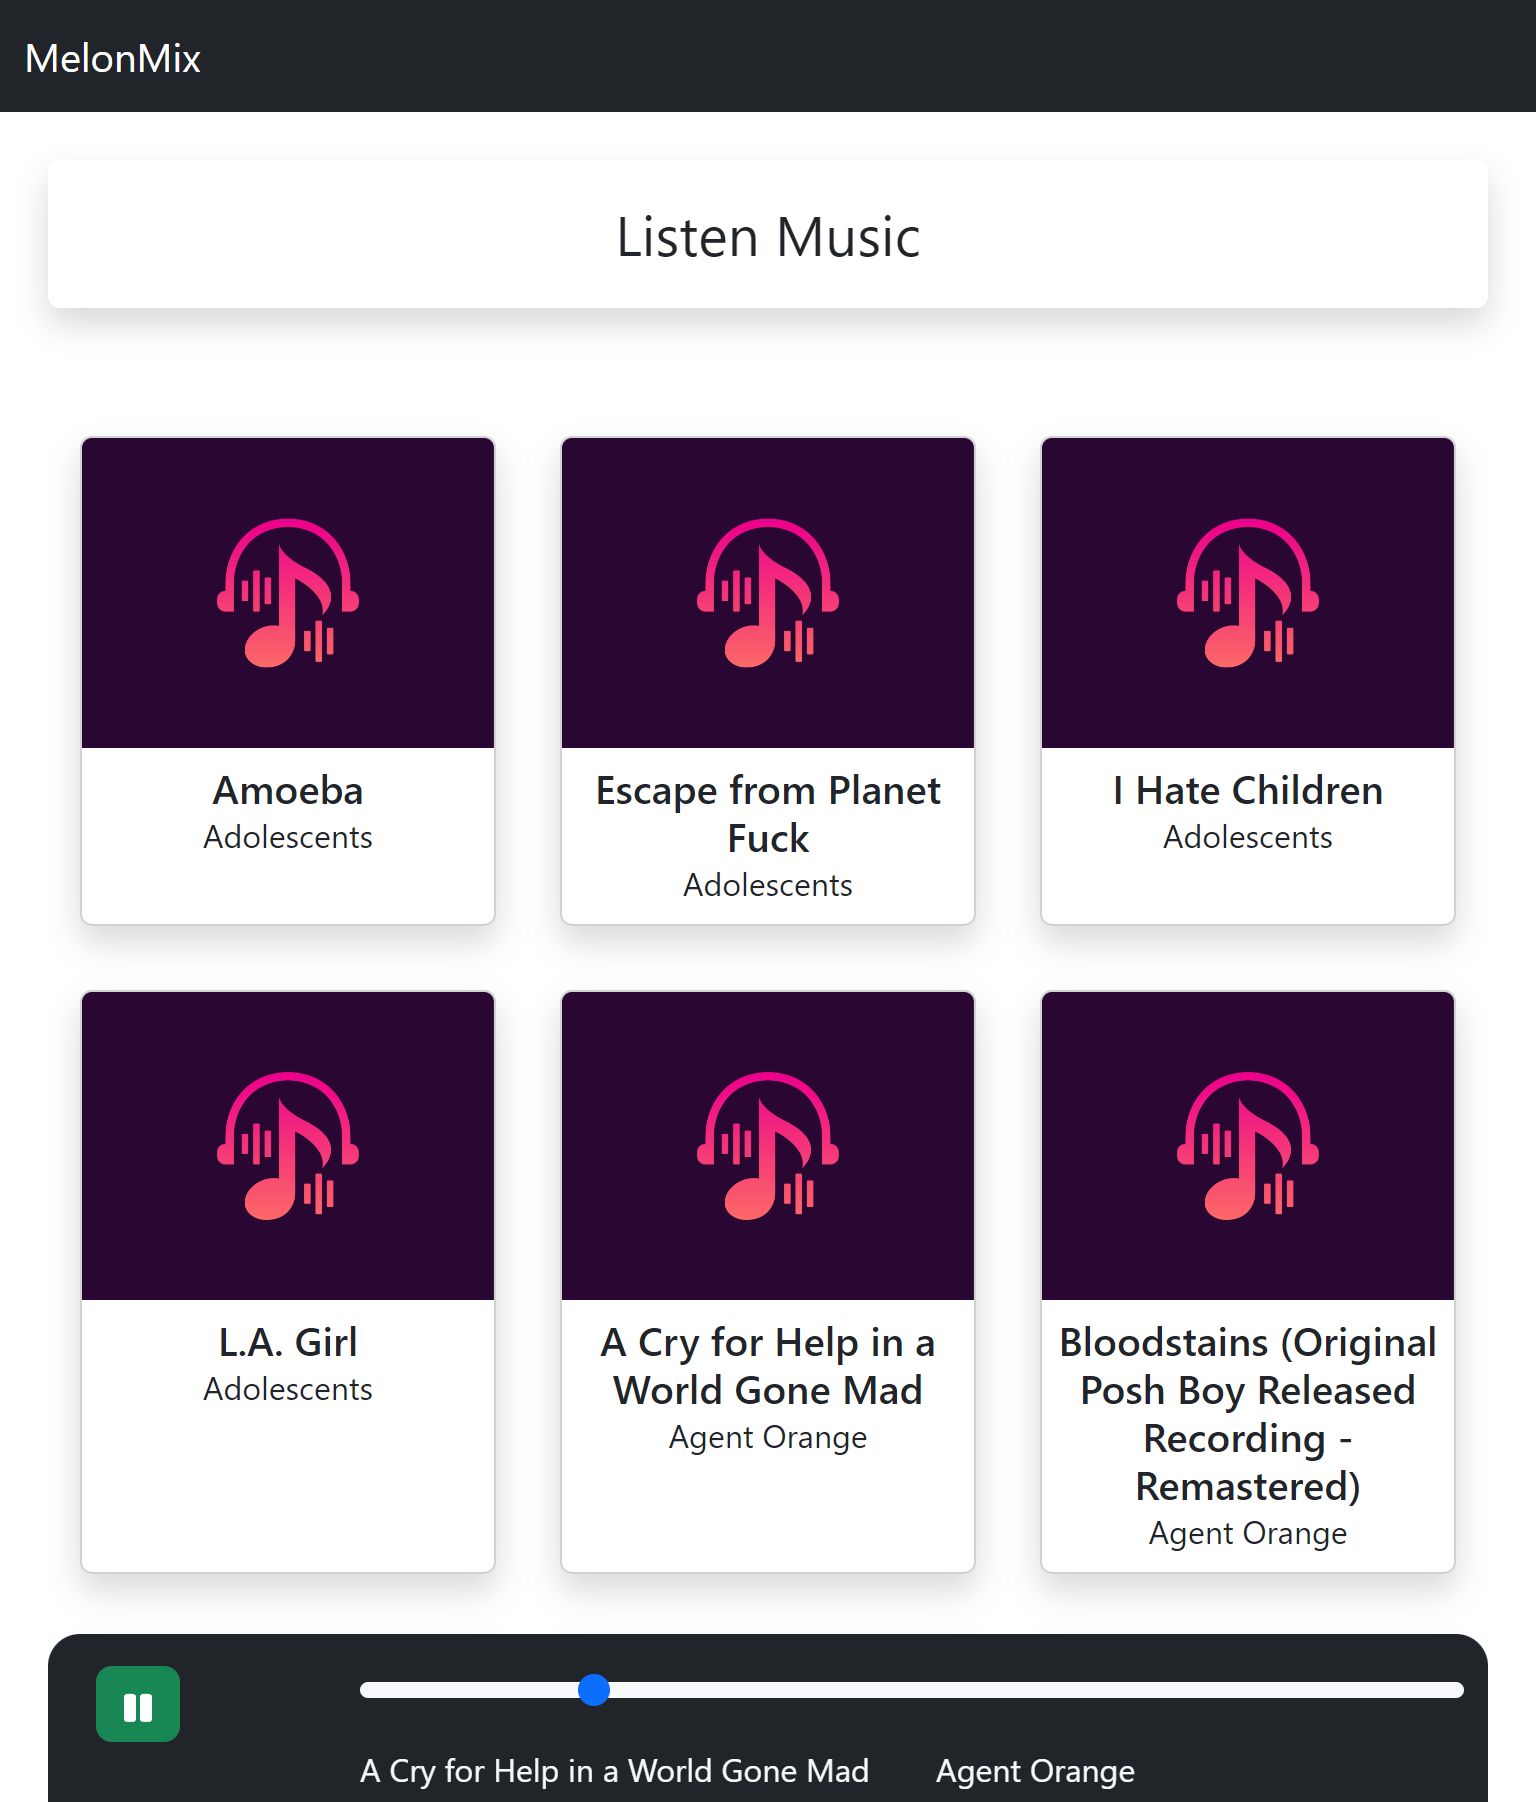 MelonMix
Listen Music
Amoeba
Adolescents
Escape from Planet
Fuck
Adolescents
I Hate Children
Adolescents
L.A. Girl
Adolescents
A Cry for Help in a
World Gone Mad
Agent Orange
Bloodstains (Original
Posh Boy Released
Recording -
Remastered)
Agent Orange
A Cry for Help in a World Gone Mad
Agent Orange